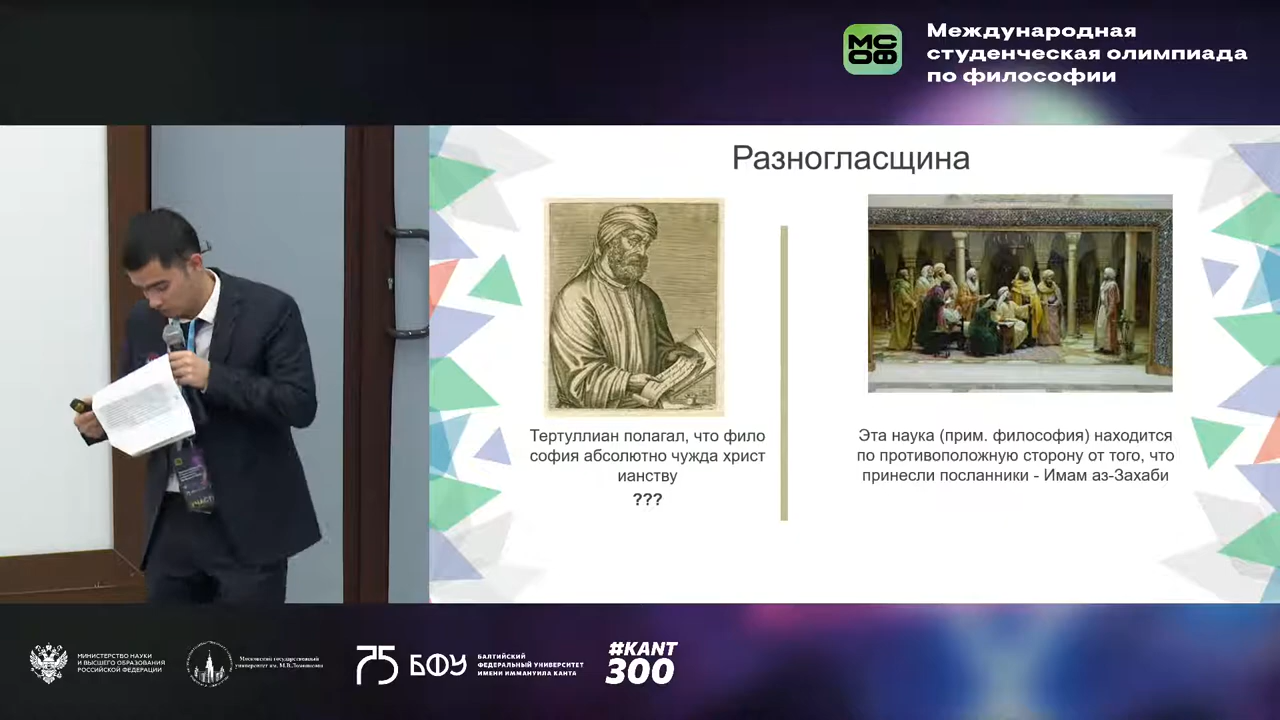 МС
ОФ
Международная
студенческая олимпиада
по философии
Разногласщина
Тертуллиан полагал, что фило
софия абсолютно чужда христ
ианству
???
Эта наука (прим. философия) находится
по противоположную сторону от того, что
принесли посланники - Имам аз-Захаби
МИНИСТЕРСТВО НАУКИ
И ВЫСШЕГО ОБРАЗОВАНИЯ
РОССИЙСКОЙ ФЕДЕРАЦИИ
Московский государственный
университет им. М.В.Ломоносова
75 БФУ
БАЛТИЙСКИЙ
ФЕДЕРАЛЬНЫЙ УНИВЕРСИТЕТ
ИМЕНИ ИММАНУИЛА КАНТА
#KANT
300